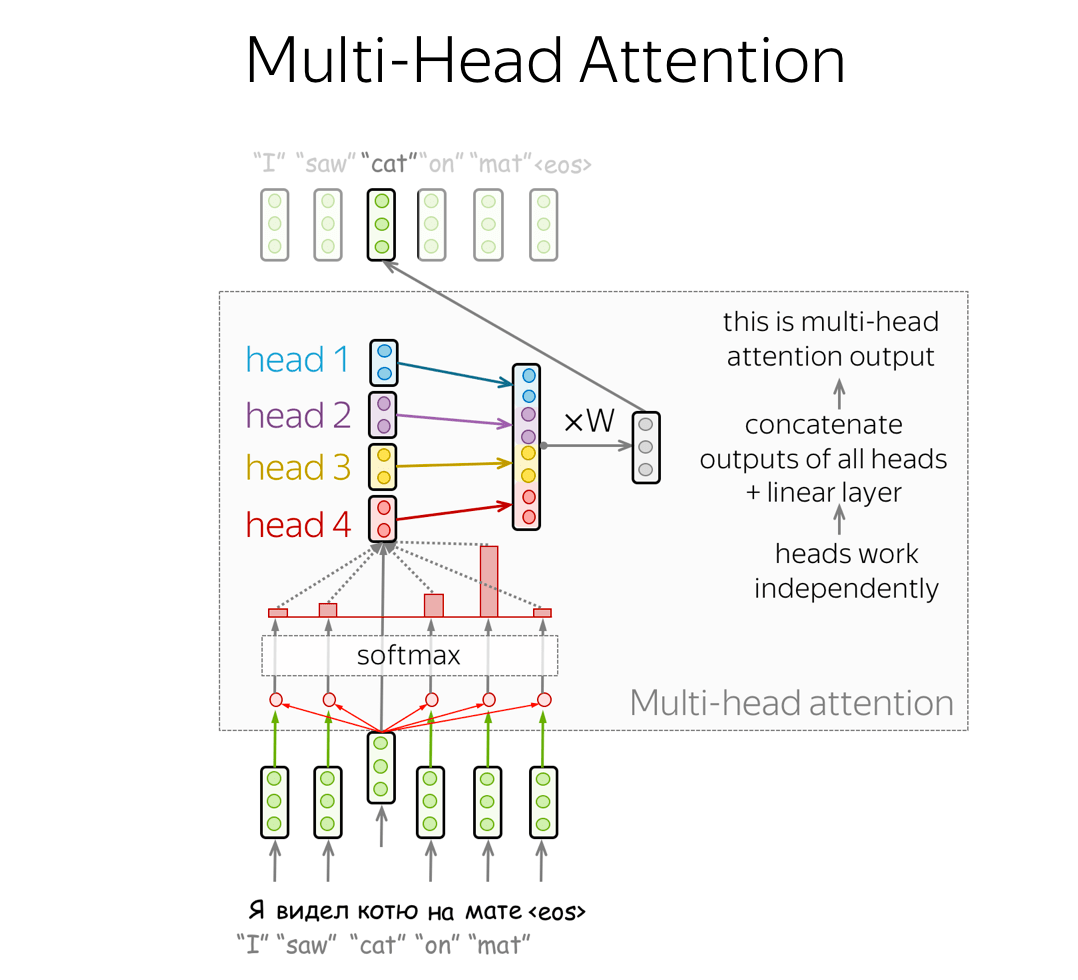 Multi-Head Attention
“I” “saw” “cat” “on” “mat” <eos>
this is multi-head
attention output
head 1
head 2
head 3
head 4
×W
concatenate
outputs of all heads
+ linear layer
heads work
independently
softmax
Multi-head attention
Я видел котю на мате <eos>
“I” “saw” “cat” “on” “mat”